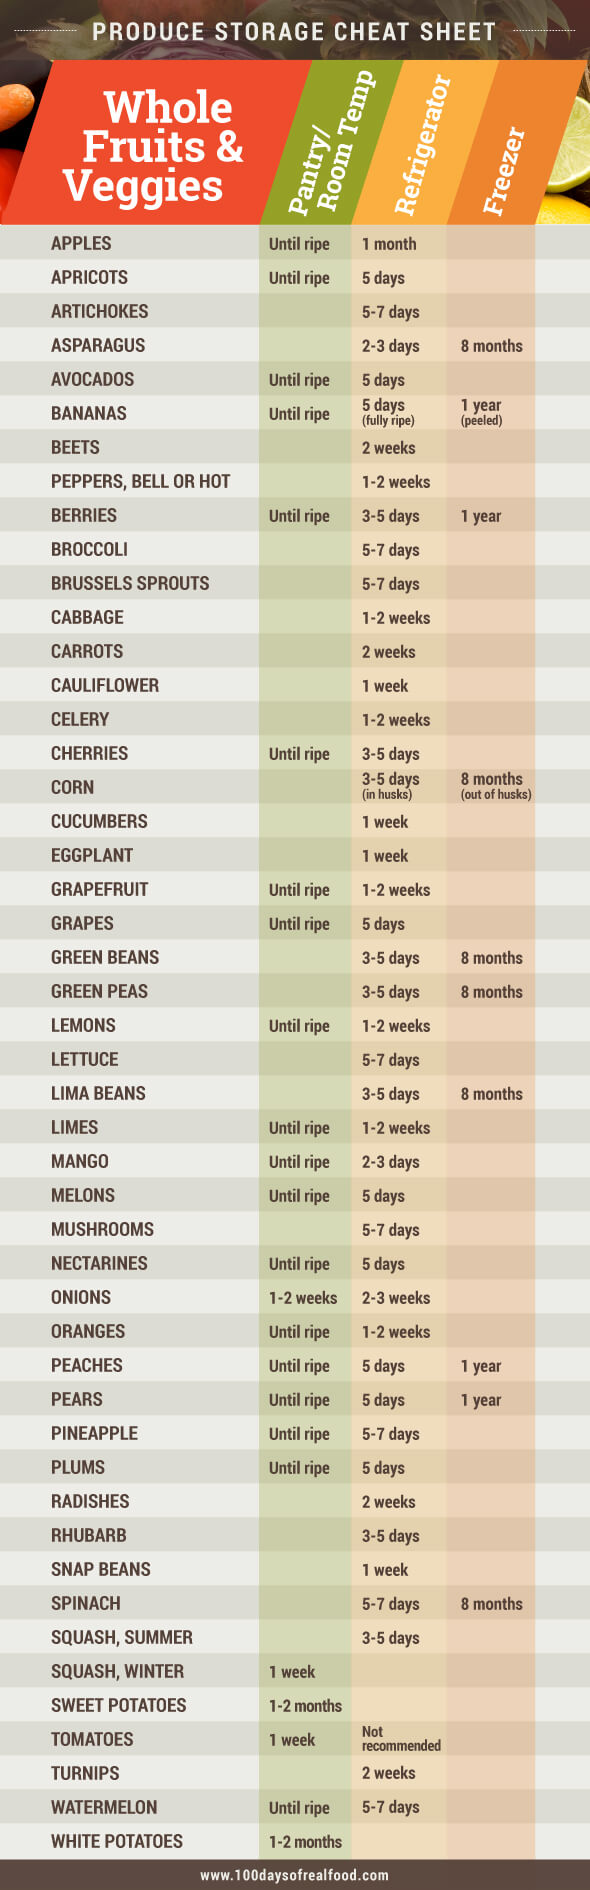 PRODUCE STORAGE CHEAT SHEET
Whole
Fruits &
Veggies
Pantry/
Room Temp
Refrigerator
Freezer
APPLES Until ripe 1 month
APRICOTS Until ripe 5 days
ARTICHOKES 5-7 days
ASPARAGUS 2-3 days 8 months
AVOCADOS Until ripe 5 days
BANANAS Until ripe 5 days 1 year
(fully ripe) (peeled)
BEETS 2 weeks
PEPPERS, BELL OR HOT 1-2 weeks
BERRIES Until ripe 3-5 days 1 year
BROCCOLI 5-7 days
BRUSSELS SPROUTS 5-7 days
CABBAGE 1-2 weeks
CARROTS 2 weeks
CAULIFLOWER 1 week
CELERY 1-2 weeks
CHERRIES Until ripe 3-5 days
CORN 3-5 days 8 months
(in husks) (out of husks)
CUCUMBERS 1 week
EGGPLANT 1 week
GRAPEFRUIT Until ripe 1-2 weeks
GRAPES Until ripe 5 days
GREEN BEANS 3-5 days 8 months
GREEN PEAS 3-5 days 8 months
LEMONS Until ripe 1-2 weeks
LETTUCE 5-7 days
LIMA BEANS 3-5 days 8 months
LIMES Until ripe 1-2 weeks
MANGO Until ripe 2-3 days
MELONS Until ripe 5 days
MUSHROOMS 5-7 days
NECTARINES Until ripe 5 days
ONIONS 1-2 weeks 2-3 weeks
ORANGES Until ripe 1-2 weeks
PEACHES Until ripe 5 days 1 year
PEARS Until ripe 5 days 1 year
PINEAPPLE Until ripe 5-7 days
PLUMS Until ripe 5 days
RADISHES 2 weeks
RHUBARB 3-5 days
SNAP BEANS 1 week
SPINACH 5-7 days 8 months
SQUASH, SUMMER 3-5 days
SQUASH, WINTER 1 week
SWEET POTATOES 1-2 months
TOMATOES 1 week Not
recommended
TURNIPS 2 weeks
WATERMELON Until ripe 5-7 days
WHITE POTATOES 1-2 months
www.100daysofrealfood.com